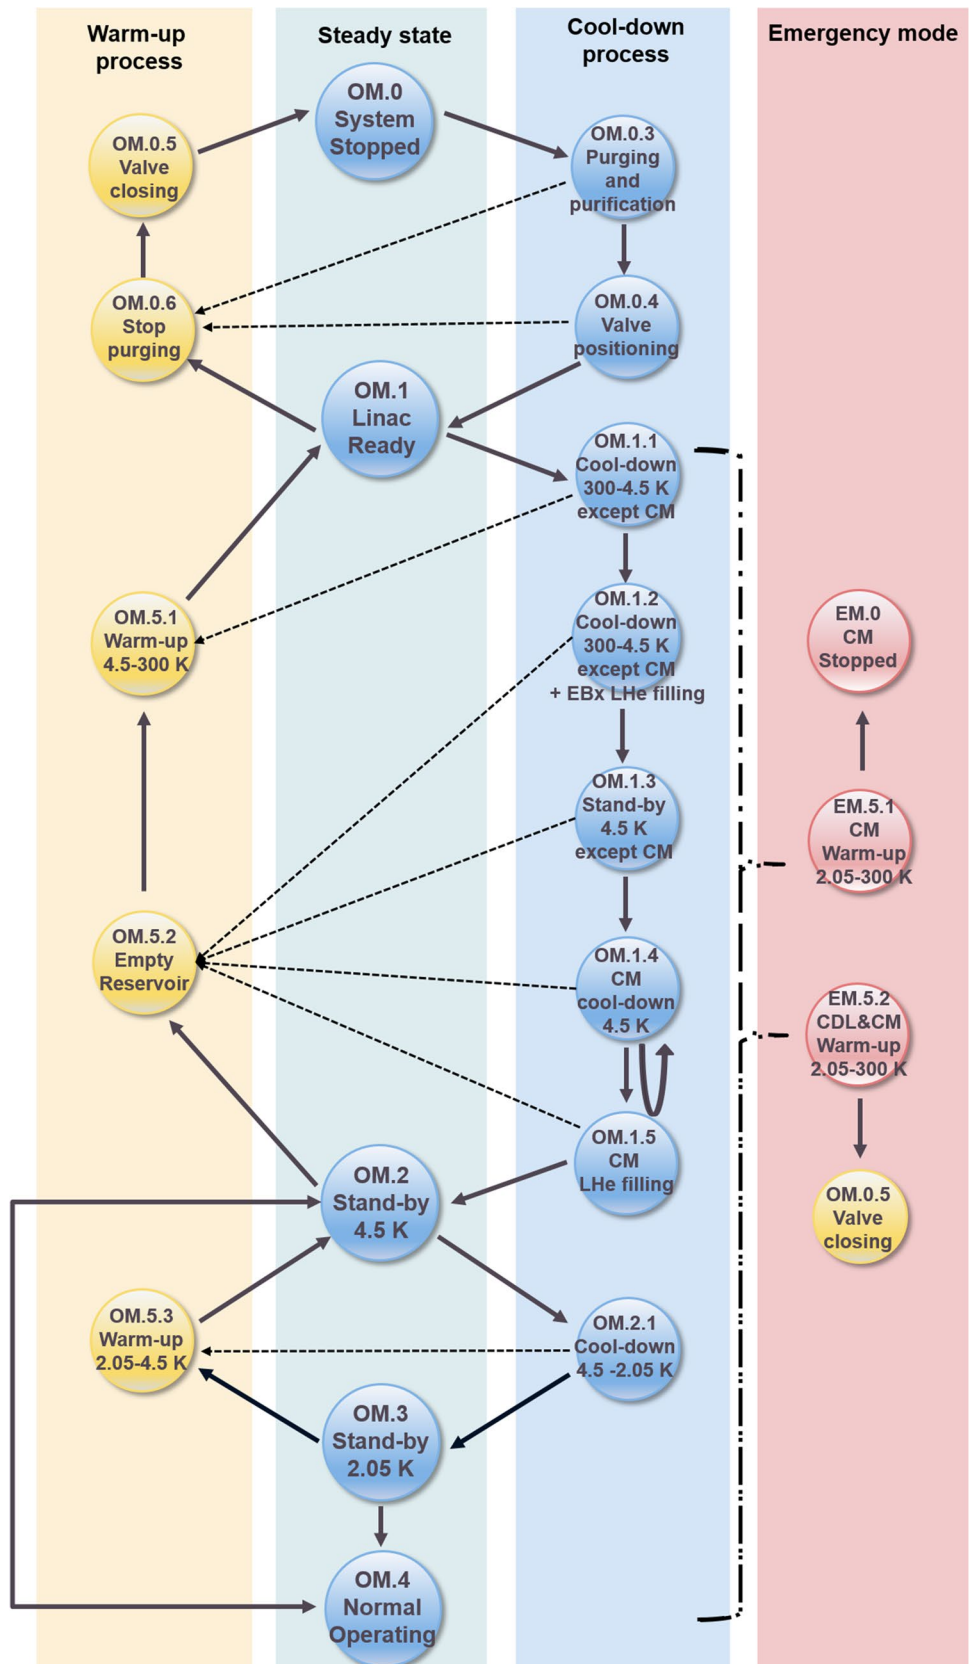 Warm-up
process
Steady state
Cool-down
process
Emergency mode
OM.0.5
Valve
closing
OM.0.6
Stop
purging
OM.5.1
Warm-up
4.5-300 K
OM.5.2
Empty
Reservoir
OM.5.3
Warm-up
2.05-4.5 K
OM.0
System
Stopped
OM.1
Linac
Ready
OM.2
Stand-by
4.5 K
OM.3
Stand-by
2.05 K
OM.4
Normal
Operating
OM.0.3
Purging
and
purification
OM.0.4
Valve
positioning
OM.1.1
Cool-down
300-4.5 K
except CM
OM.1.2
Cool-down
300-4.5 K
except CM
+ EBx LHe filling
OM.1.3
Stand-by
4.5 K
except CM
OM.1.4
CM
cool-down
4.5 K
OM.1.5
CM
LHe filling
OM.2.1
Cool-down
4.5 -2.05 K
EM.0
CM
Stopped
EM.5.1
CM
Warm-up
2.05-300 K
EM.5.2
CDL&CM
Warm-up
2.05-300 K
OM.0.5
Valve
closing